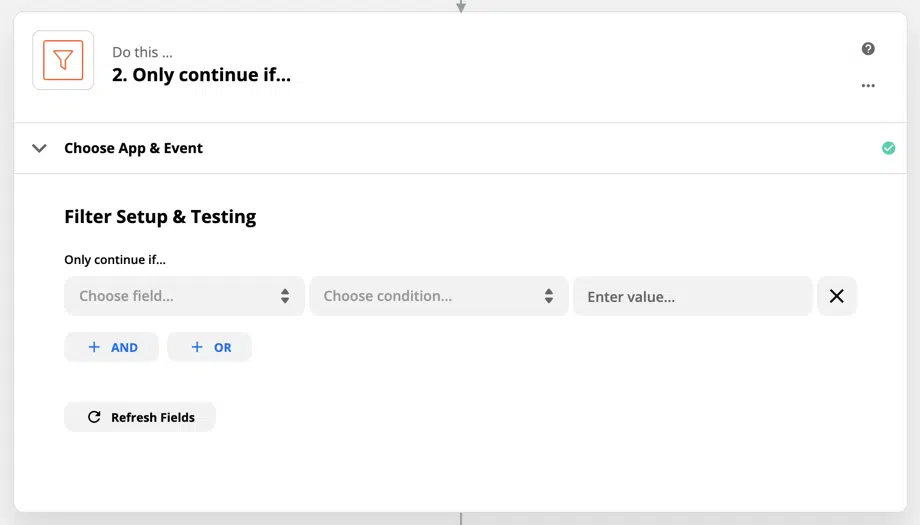 Do this ...
2. Only continue if...
Choose App & Event
Filter Setup & Testing
Only continue if...
Choose field... Choose condition... Enter value...
+ AND + OR
Refresh Fields